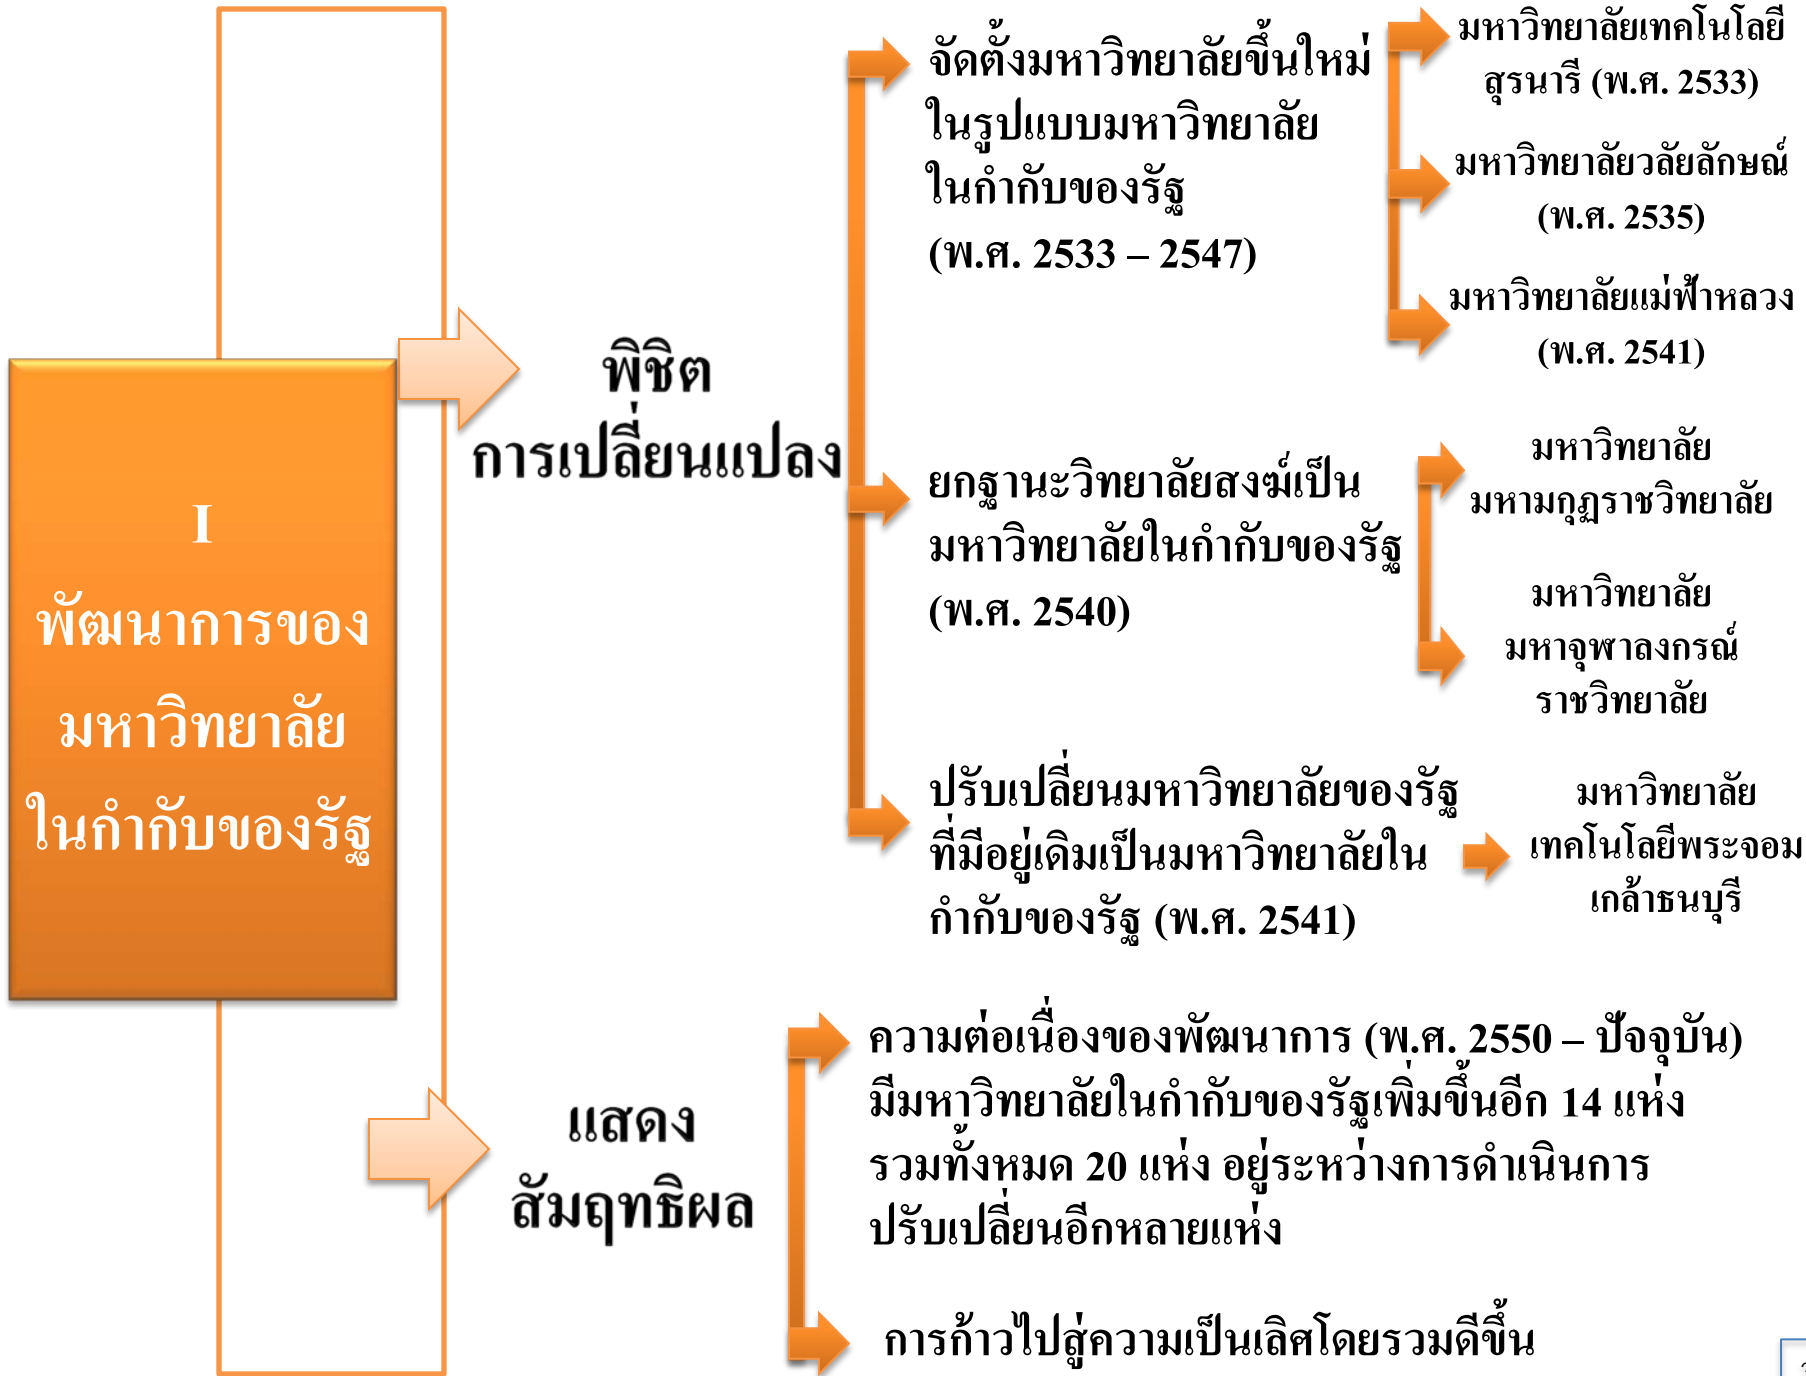 I
พัฒนาการของ
มหาวิทยาลัย
ในกำกับของรัฐ
พิชิต
การเปลี่ยนแปลง
จัดตั้งมหาวิทยาลัยขึ้นใหม่
ในรูปแบบมหาวิทยาลัย
ในกำกับของรัฐ
(พ.ศ. 2533 – 2547)
มหาวิทยาลัยเทคโนโลยี
สุรนารี (พ.ศ. 2533)
มหาวิทยาลัยวลัยลักษณ์
(พ.ศ. 2535)
มหาวิทยาลัยแม่ฟ้าหลวง
(พ.ศ. 2541)
ยกฐานะวิทยาลัยสงฆ์เป็น
มหาวิทยาลัยในกำกับของรัฐ
(พ.ศ. 2540)
มหาวิทยาลัย
มหามกุฏราชวิทยาลัย
มหาวิทยาลัย
มหาจุฬาลงกรณ์
ราชวิทยาลัย
ปรับเปลี่ยนมหาวิทยาลัยของรัฐ
ที่มีอยู่เดิมเป็นมหาวิทยาลัยใน
กำกับของรัฐ (พ.ศ. 2541)
มหาวิทยาลัย
เทคโนโลยีพระจอม
เกล้าธนบุรี
แสดง
สัมฤทธิผล
ความต่อเนื่องของพัฒนาการ (พ.ศ. 2550 – ปัจจุบัน)
มีมหาวิทยาลัยในกำกับของรัฐเพิ่มขึ้นอีก 14 แห่ง
รวมทั้งหมด 20 แห่ง อยู่ระหว่างการดำเนินการ
ปรับเปลี่ยนอีกหลายแห่ง
การก้าวไปสู่ความเป็นเลิศโดยรวมดีขึ้น